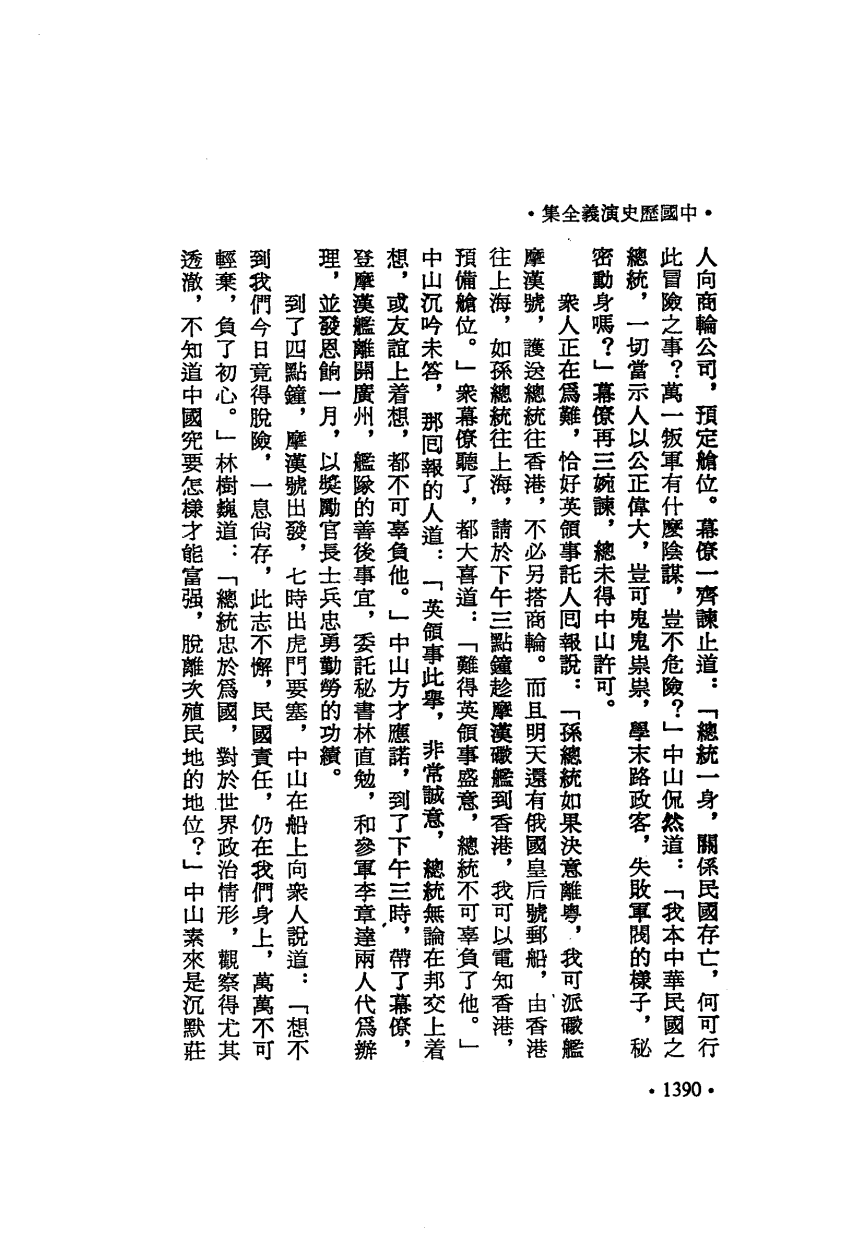 •中國歷史演義全集•
人向商輪公司，預定艙位。幕僚一齊諫止道：「總統一身，關係民國存亡，何可行
此冒險之事？萬一叛軍有什麼陰謀，豈不危險？」中山侃然道：「我本中華民國之
總統，一切當示人以公正偉大，豈可鬼鬼祟祟，學末路政客，失敗軍閥的樣子，秘
密動身嗎？」幕僚再三婉諫，總未得中山許可。
衆人正在爲難，恰好英領事託人囘報說：「孫總統如果決意離粵，我可派礮艦
摩漢號，護送總統往香港，不必另搭商輪。而且明天還有俄國皇后號郵船，由香港
往上海，如孫總統往上海，請於下午三點鐘趁摩漢礮艦到香港，我可以電知香港，
預備艙位。」衆幕僚聽了，都大喜道：「難得英領事盛意，總統不可辜負了他。」
中山沉吟未答，那囘報的人道：「英領事此舉，非常誠意，總統無論在邦交上着
想，或友誼上着想，都不可辜負他。」中山方才應諾，到了下午三時，帶了幕僚，
登摩漢艦離開廣州，艦隊的善後事宜，委託秘書林直勉，和參軍李章達兩人代爲辦
理，並發恩餉一月，以獎勵官長士兵忠勇勤勞的功績。
到了四點鐘，摩漢號出發，七時出虎門要塞，中山在船上向衆人說道：「想不
到我們今日竟得脫險，一息尙存，此志不懈，民國責任，仍在我們身上，萬萬不可
輕棄，負了初心。」林樹巍道：「總統忠於爲國，對於世界政治情形，觀察得尤其
透澈，不知道中國究要怎樣才能富强，脫離次殖民地的地位？」中山素來是沉默莊
•1390•